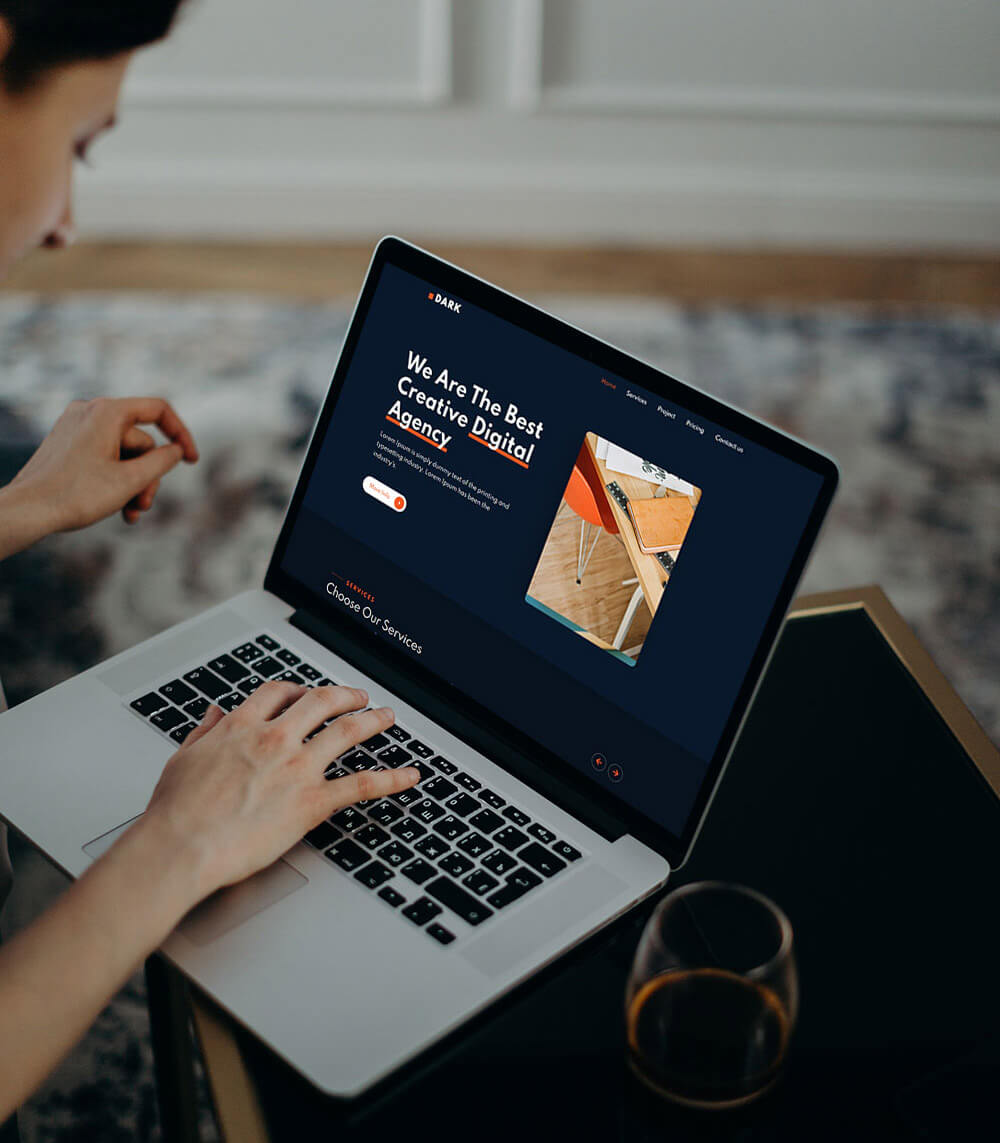 DARK
Home Services Project Pricing Contact us
We Are The Best
Creative Digital
Agency
Lorem Ipsum is simply dummy text of the printing and
typesetting industry. Lorem Ipsum has been the
industry's.
More Info
SERVICES
Choose Our Services